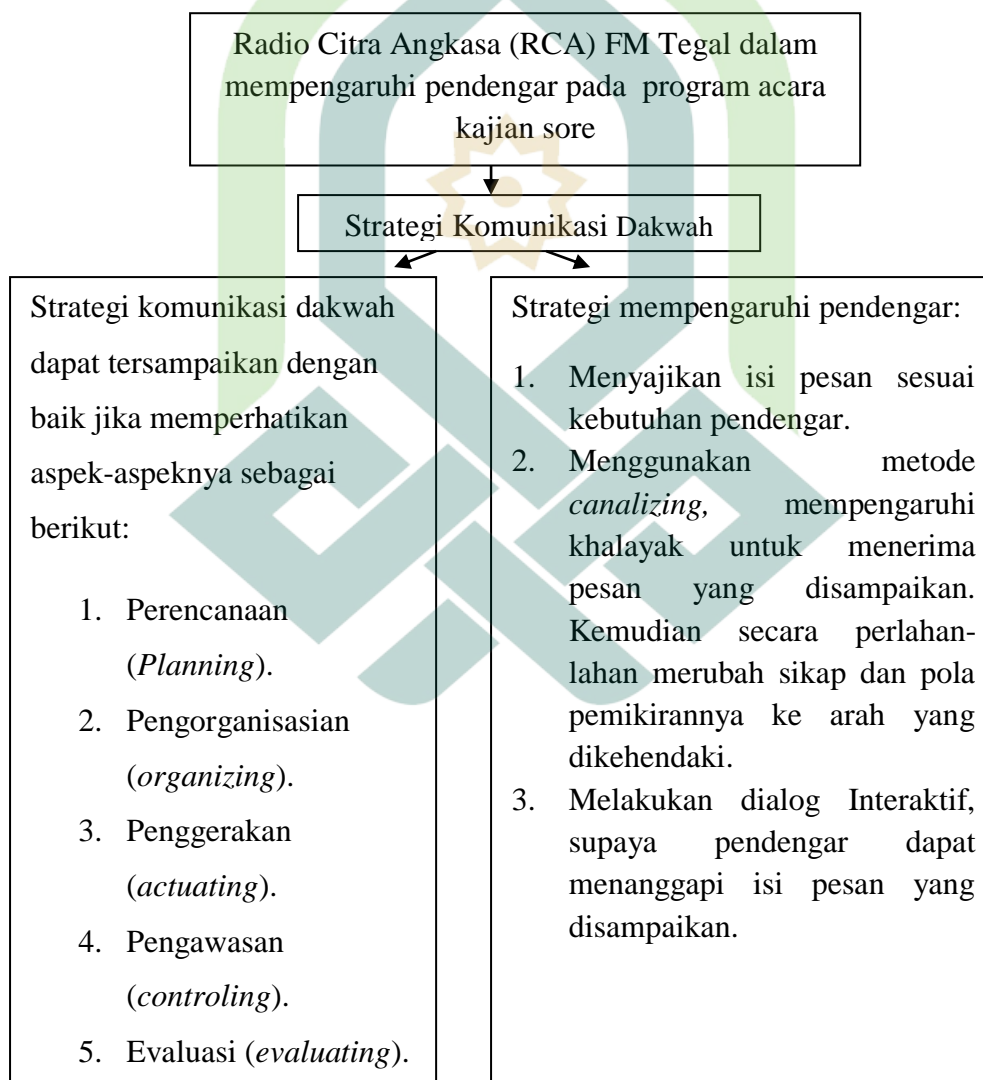 Radio Citra Angkasa (RCA) FM Tegal dalam
mempengaruhi pendengar pada program acara
kajian sore
Strategi Komunikasi Dakwah
Strategi komunikasi dakwah
dapat tersampaikan dengan
baik jika memperhatikan
aspek-aspeknya sebagai
berikut:
1. Perencanaan
(Planning).
2. Pengorganisasian
(organizing).
3. Penggerakan
(actuating).
4. Pengawasan
(controling).
5. Evaluasi (evaluating).
Strategi mempengaruhi pendengar:
1. Menyajikan isi pesan sesuai
kebutuhan pendengar.
2. Menggunakan metode
canalizing, mempengaruhi
khalayak untuk menerima
pesan yang disampaikan.
Kemudian secara perlahan-
lahan merubah sikap dan pola
pemikirannya ke arah yang
dikehendaki.
3. Melakukan dialog Interaktif,
supaya pendengar dapat
menanggapi isi pesan yang
disampaikan.